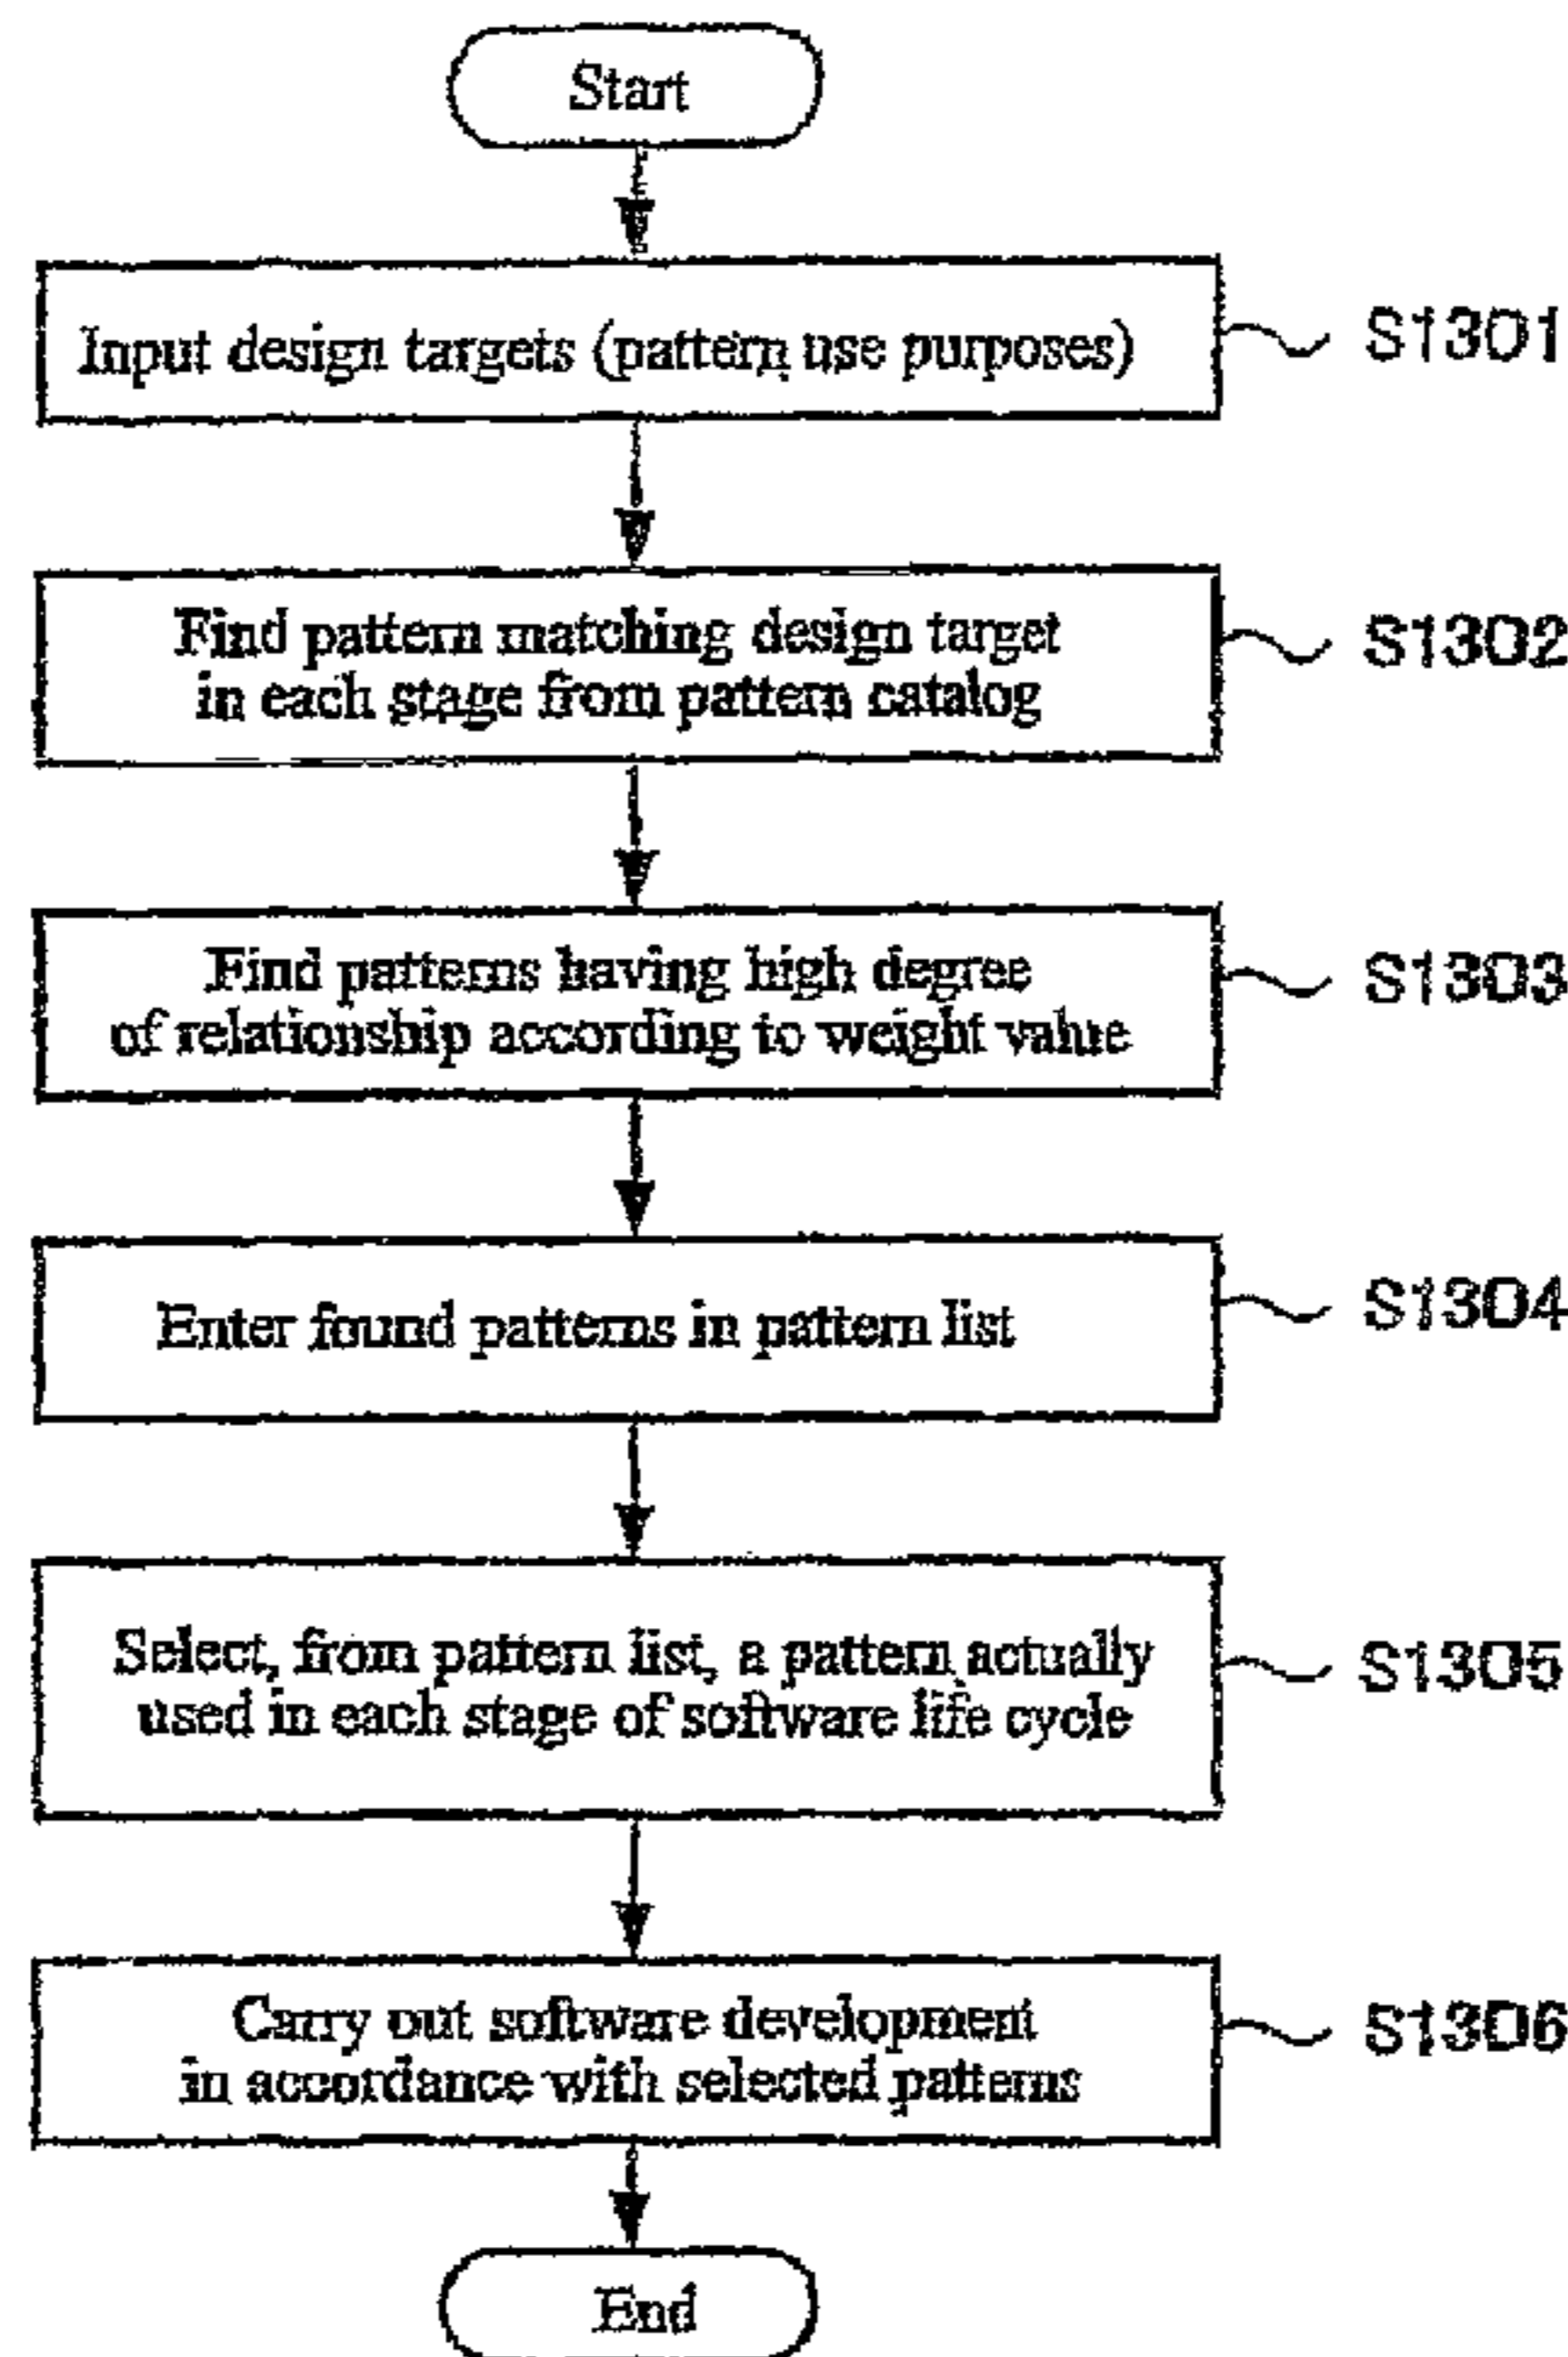 Start
Input design targets (pattern use purposes)
S1301
Find pattern matching design target
in each stage from pattern catalog
S1302
Find patterns having high degree
of relationship according to weight value
S1303
Enter found patterns in pattern list
S1304
Select, from pattern list, a pattern actually
used in each stage of software life cycle
S1305
Carry out software development
in accordance with selected patterns
S1306
End